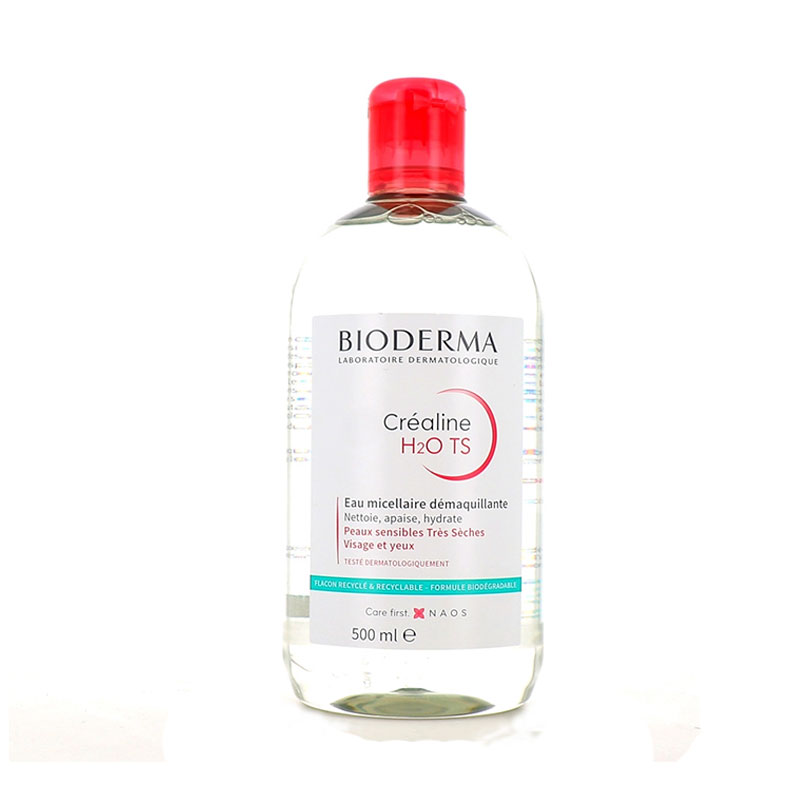 BIODERMA
LABORATOIRE DERMATOLOGIQUE
Créaline
H2O TS
Eau micellaire démaquillante
Nettoie, apaise, hydrate
Peaux sensibles Très Sèches
Visage et yeux
TESTÉ DERMATOLOGIQUEMENT
FLACON RECYCLÉ & RECYCLABLE - FORMULE BIODÉGRADABLE
Care first. NAOS
500 ml ℮